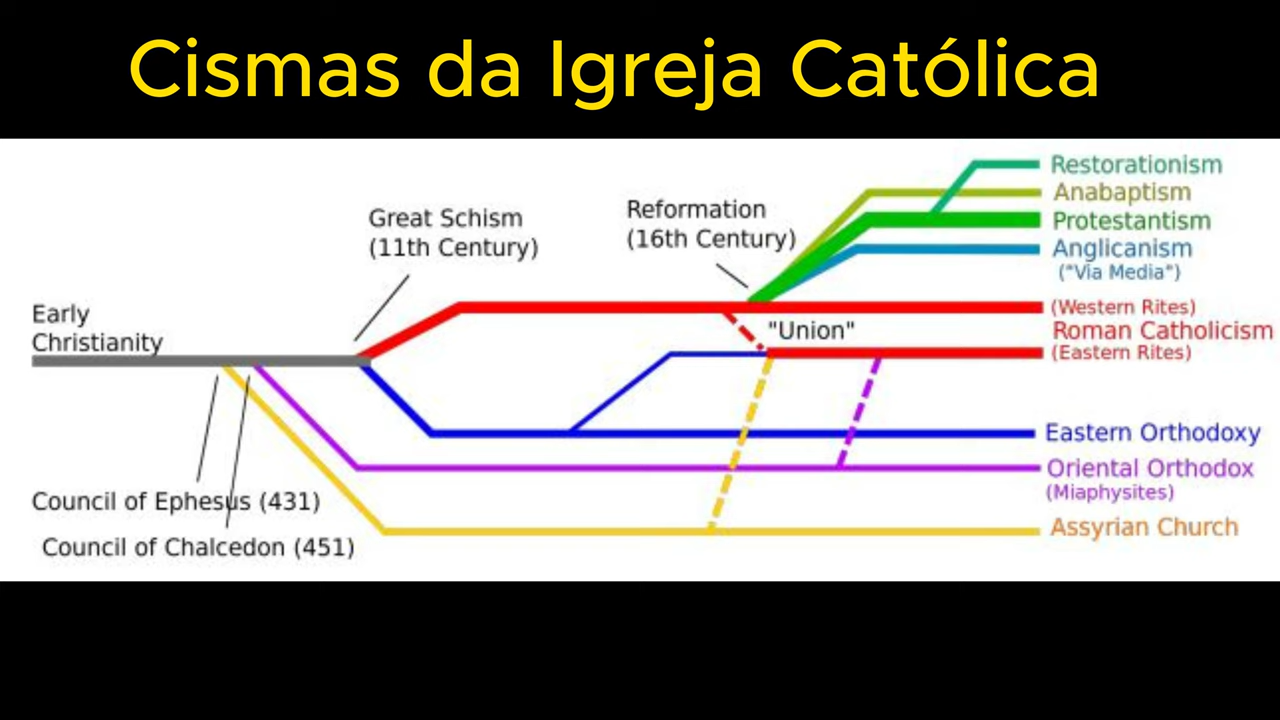 Cismas da Igreja Católica
Early
Christianity
Great Schism
(11th Century)
Reformation
(16th Century)
Council of Ephesus (431)
Council of Chalcedon (451)
"Union"
Restorationism
Anabaptism
Protestantism
Anglicanism
("Via Media")
(Western Rites)
Roman Catholicism
(Eastern Rites)
Eastern Orthodoxy
Oriental Orthodox
(Miaphysites)
Assyrian Church